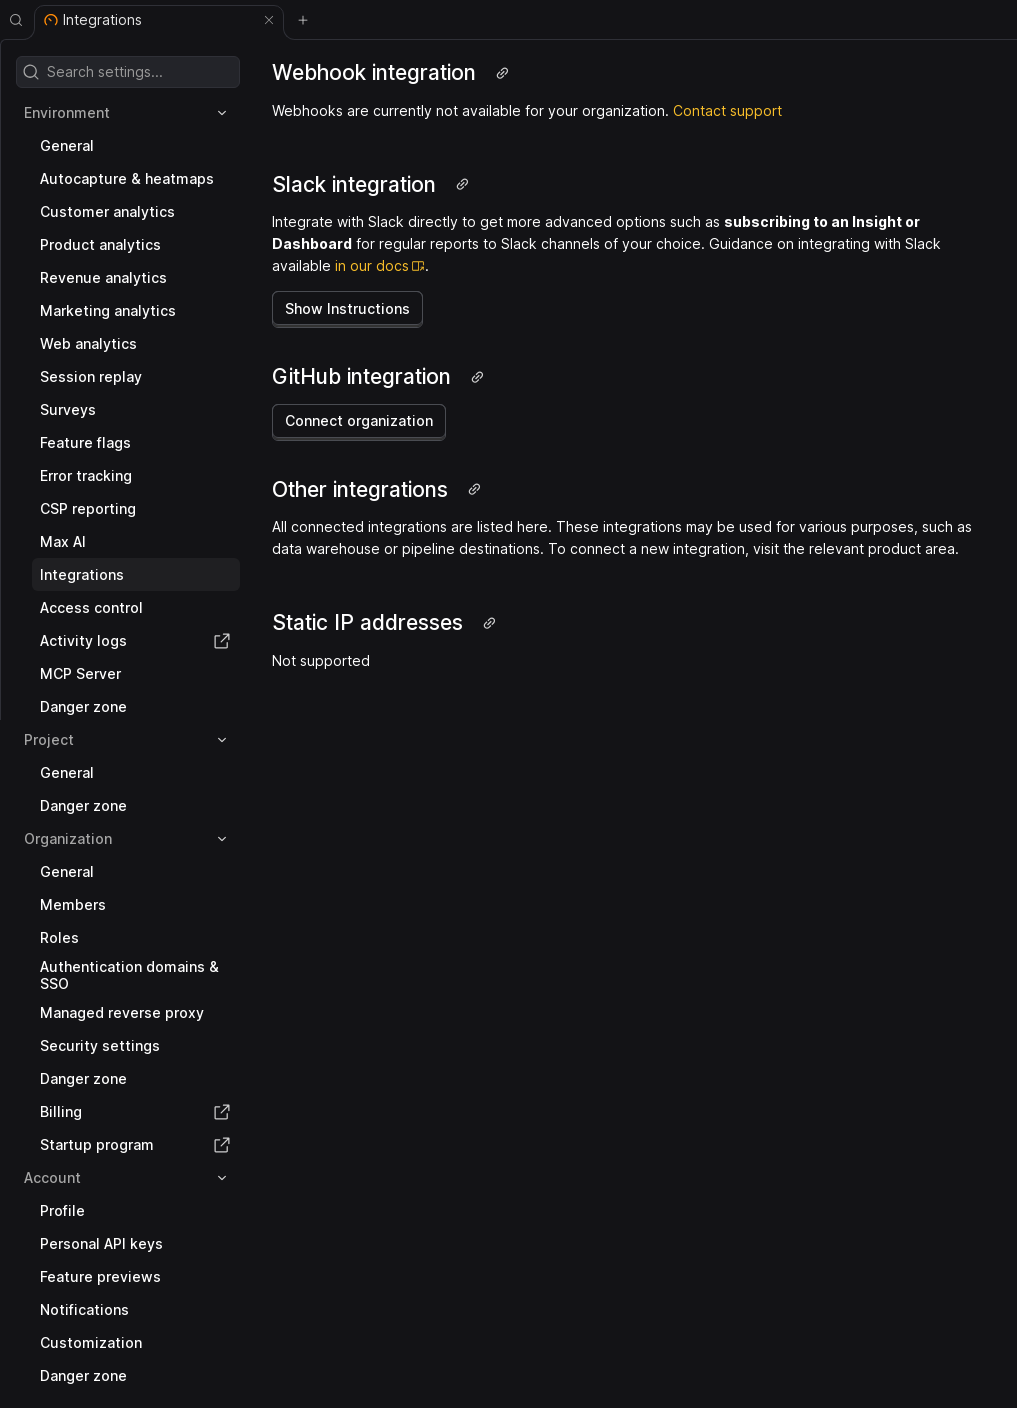 Integrations
Search settings...
Environment
General
Autocapture & heatmaps
Customer analytics
Product analytics
Revenue analytics
Marketing analytics
Web analytics
Session replay
Surveys
Feature flags
Error tracking
CSP reporting
Max AI
Integrations
Access control
Activity logs
MCP Server
Danger zone
Project
General
Danger zone
Organization
General
Members
Roles
Authentication domains &
SSO
Managed reverse proxy
Security settings
Danger zone
Billing
Startup program
Account
Profile
Personal API keys
Feature previews
Notifications
Customization
Danger zone
Webhook integration
Webhooks are currently not available for your organization. Contact support
Slack integration
Integrate with Slack directly to get more advanced options such as subscribing to an Insight or
Dashboard for regular reports to Slack channels of your choice. Guidance on integrating with Slack
available in our docs.
Show Instructions
GitHub integration
Connect organization
Other integrations
All connected integrations are listed here. These integrations may be used for various purposes, such as
data warehouse or pipeline destinations. To connect a new integration, visit the relevant product area.
Static IP addresses
Not supported